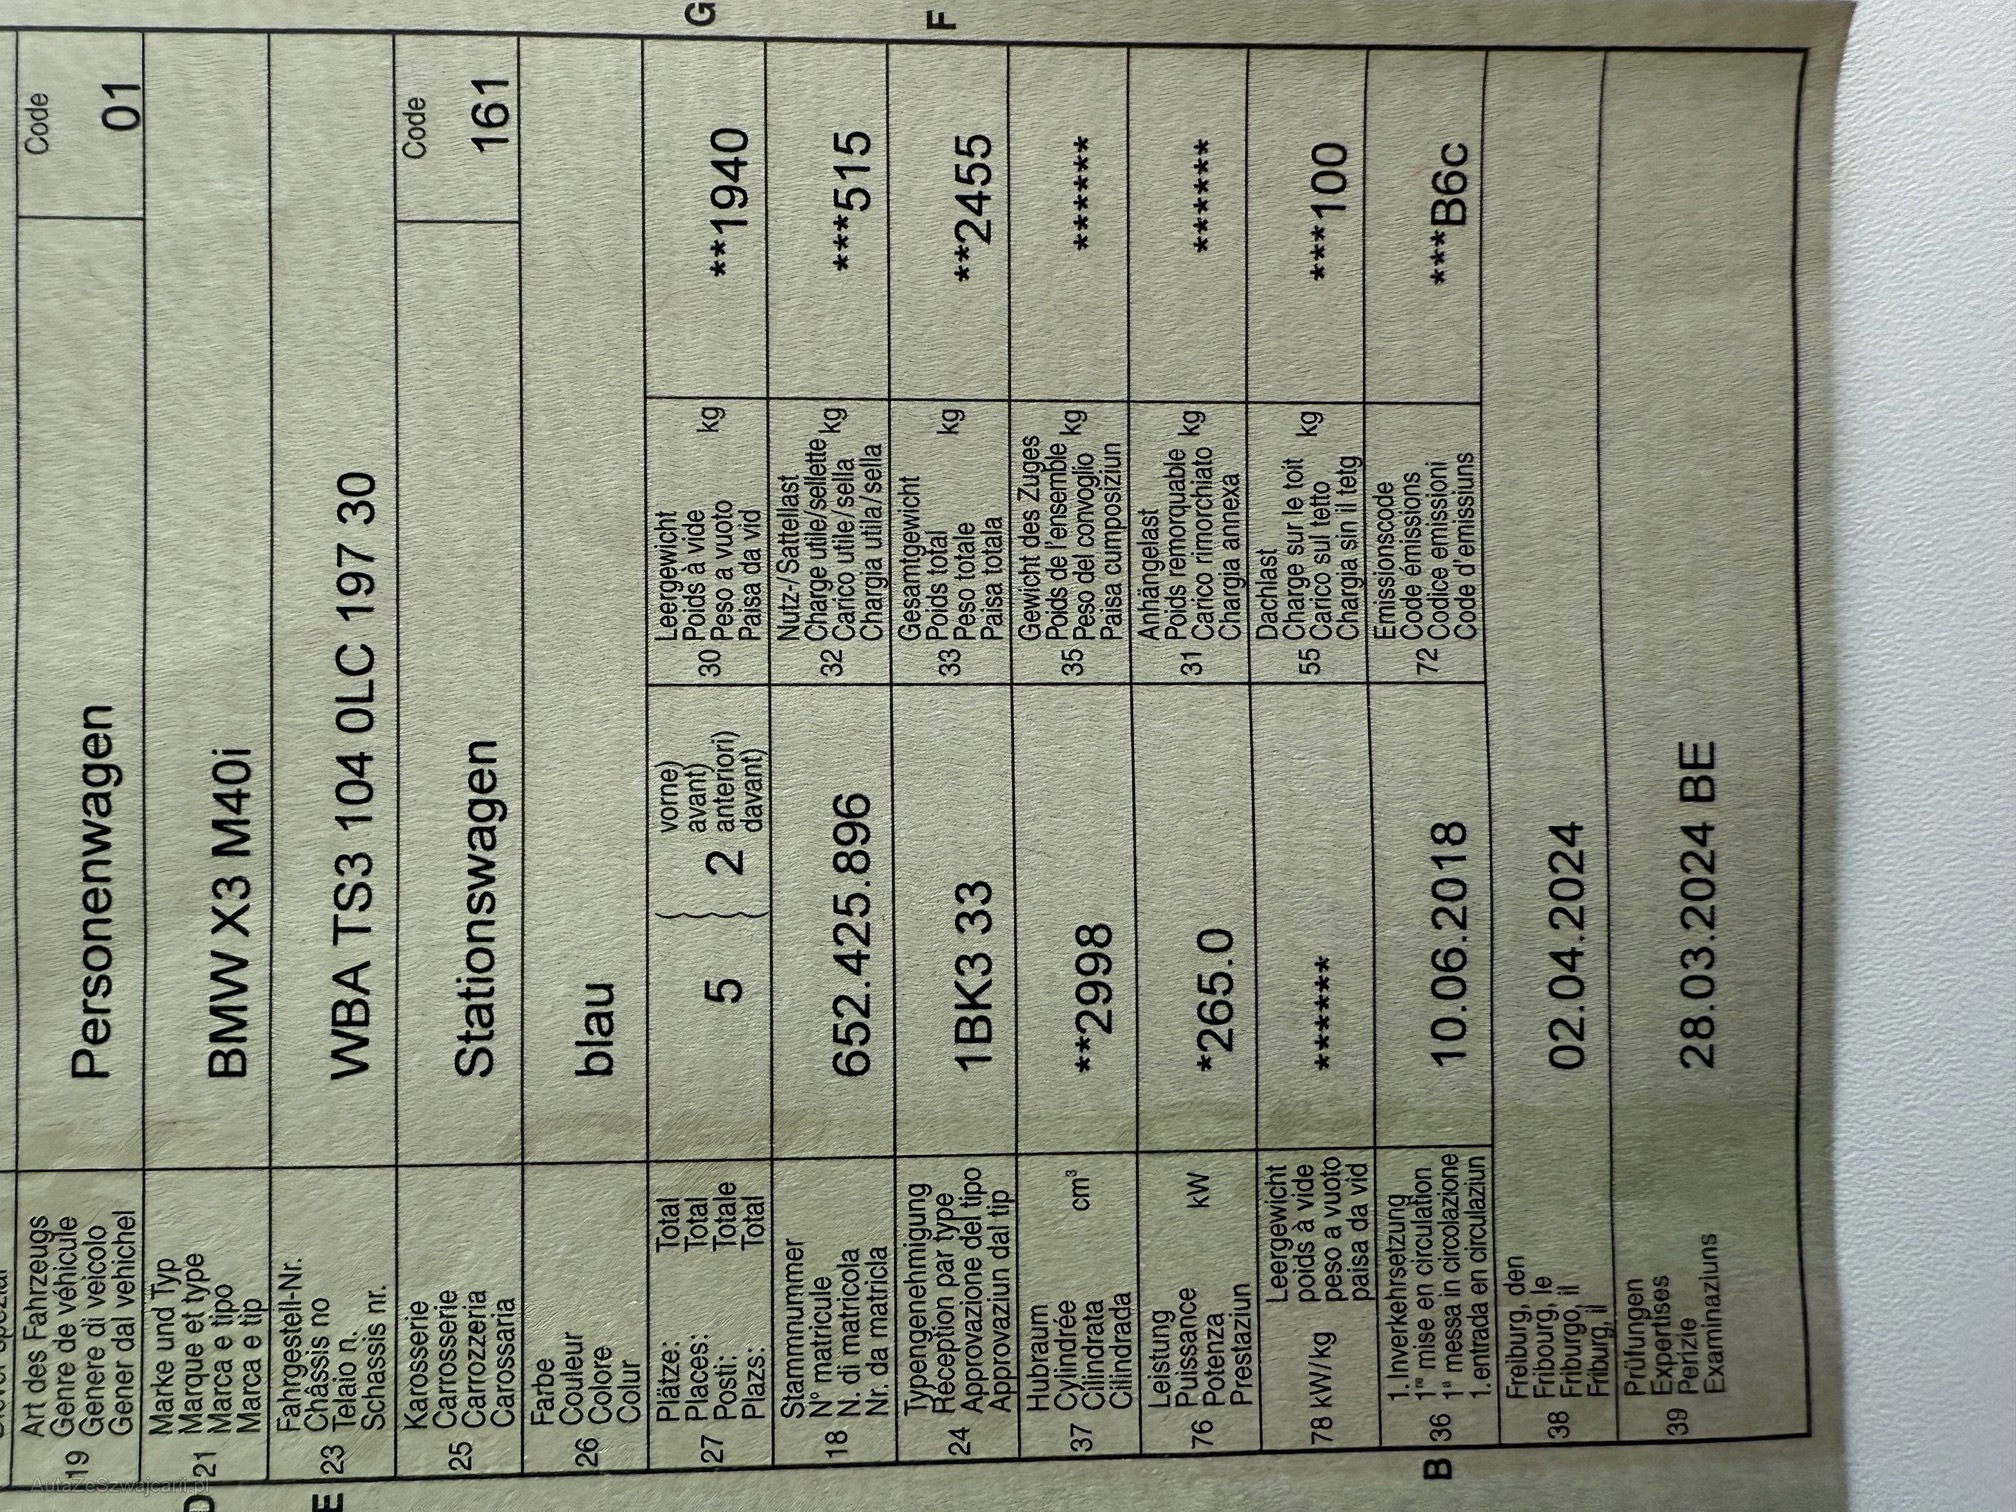 Art des Fahrzeugs
Genre de véhicule
19 Genere di veicolo
Gener dal vehichel
Personenwagen
Code
01
D
Marke und Typ
Marque et type
21 Marca e tipo
Marca e tip
BMW X3 M40i
E
Fahrgestell-Nr.
Châssis no
23 Telaio n.
Schassis nr.
WBA TS3 104 0LC 197 30
Karosserie
Carrosserie
25 Carrozzeria
Carossaria
Stationswagen
Code
161
Farbe
Couleur
26 Colore
Colur
blau
Plätze: Total
Places: Total
27 Posti: Totale
Plazs: Total
5
vorne)
avant)
2 anteriori)
davant)
Leergewicht
Poids à vide
30 Peso a vuoto kg
Paisa da vid
**1940
G
Stammnummer
N° matricule
18 N. di matricola
Nr. da matricla
652.425.896
Nutz-/Sattellast
Charge utile/sellette
32 Carico utile/sella kg
Chargia utila/sella
***515
Typengenehmigung
Réception par type
24 Approvazione del tipo
Approvaziun dal tip
1BK3 33
Gesamtgewicht
Poids total
33 Peso totale kg
Paisa totala
**2455
F
Hubraum
Cylindrée
37 Cilindrata cm³
Cilindrada
**2998
Gewicht des Zuges
Poids de l'ensemble
35 Peso del convoglio kg
Paisa cumposiziun
******
Leistung
Puissance
76 Potenza kW
Prestaziun
*265.0
Anhängelast
Poids remorquable
31 Carico rimorchiato kg
Chargia annexa
******
Leergewicht
poids à vide
78 kW/kg peso a vuoto
paisa da vid
******
Dachlast
Charge sur le toit
55 Carico sul tetto kg
Chargia sin il tetg
***100
B
1. Inverkehrsetzung
1re mise en circulation
36 1a messa in circolazione
1. entrada en circulaziun
10.06.2018
Emissionscode
Code émissions
72 Codice emissioni
Code d'emissiuns
***B6c
Freiburg, den
Fribourg, le
38 Friburgo, il
Friburg, il
02.04.2024
Prüfungen
Expertises
39 Perizie
Examinaziuns
28.03.2024 BE
AutaZeSzwajcarii.pl